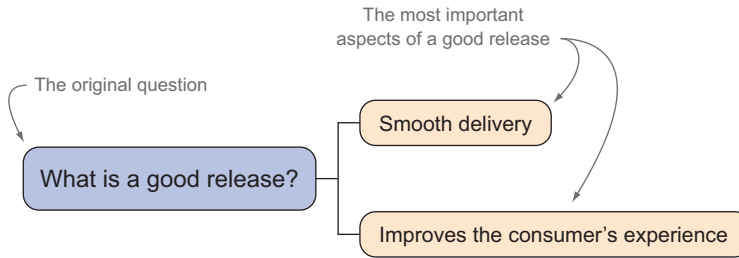 The most important
aspects of a good release
The original question
Smooth delivery
What is a good release?
Improves the consumer’s experience